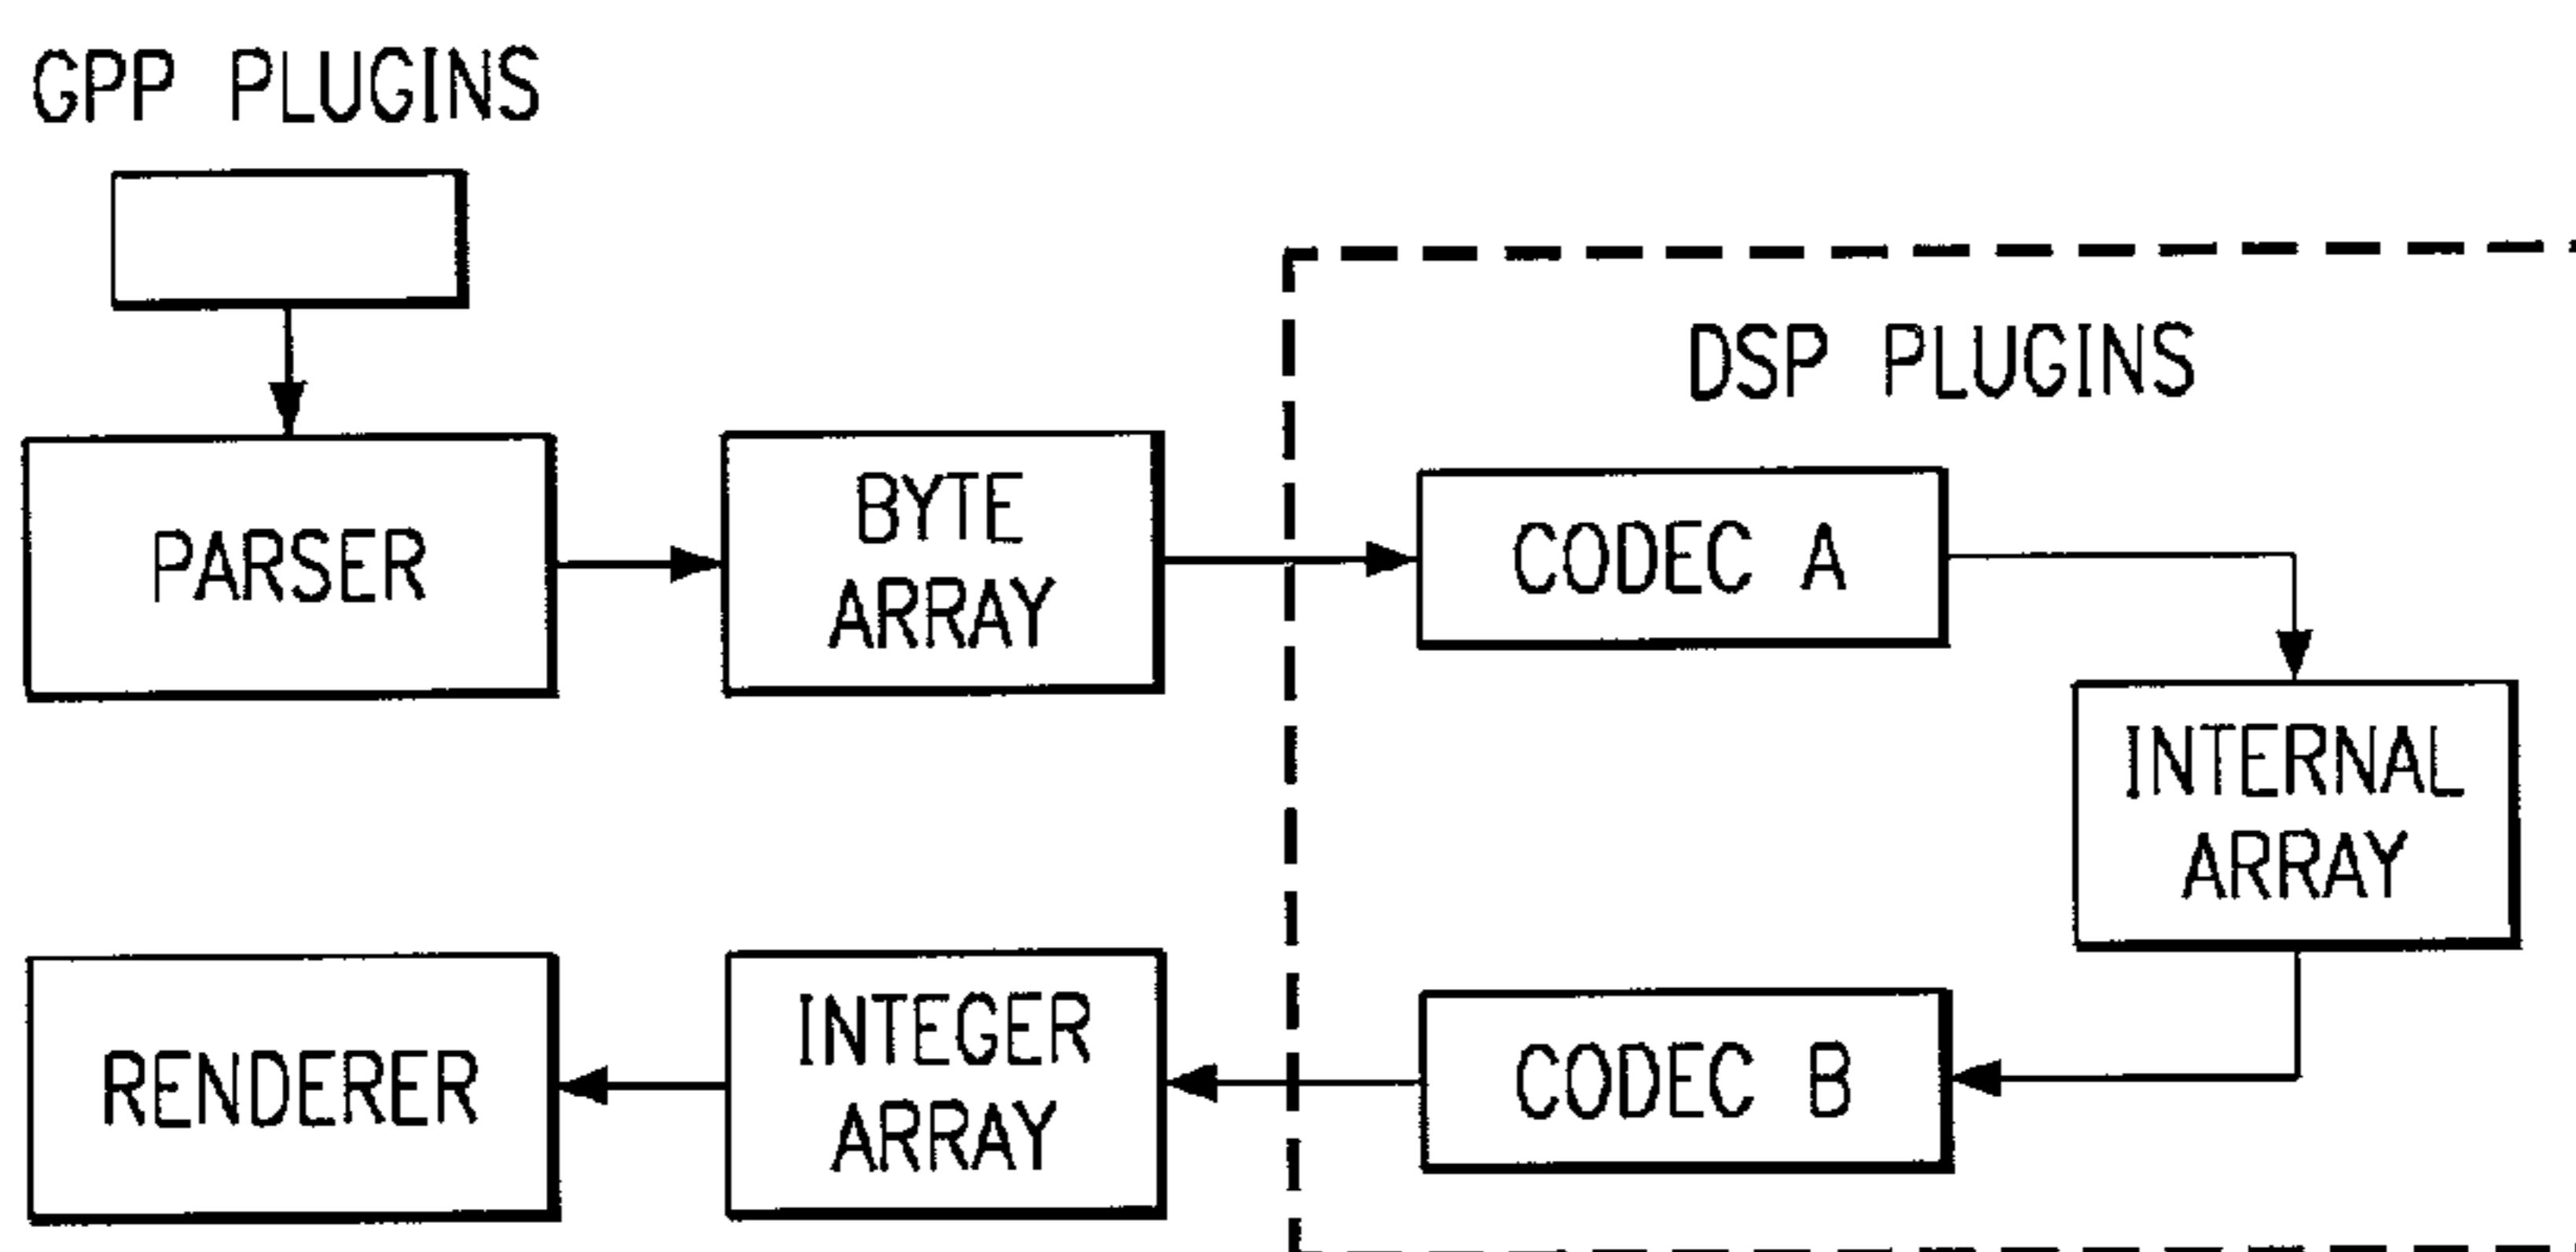 GPP PLUGINS
DSP PLUGINS
PARSER
BYTE
ARRAY
CODEC A
INTERNAL
ARRAY
RENDERER
INTEGER
ARRAY
CODEC B